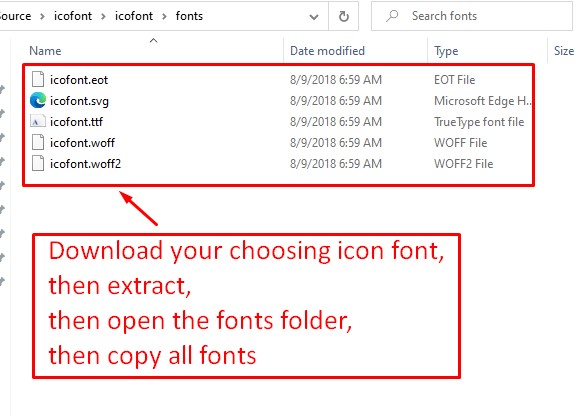 Source > icofont > icofont > fonts
Search fonts
Name Date modified Type Size
icofont.eot 8/9/2018 6:59 AM EOT File
icofont.svg 8/9/2018 6:59 AM Microsoft Edge H...
icofont.ttf 8/9/2018 6:59 AM TrueType font file
icofont.woff 8/9/2018 6:59 AM WOFF File
icofont.woff2 8/9/2018 6:59 AM WOFF2 File
Download your choosing icon font,
then extract,
then open the fonts folder,
then copy all fonts